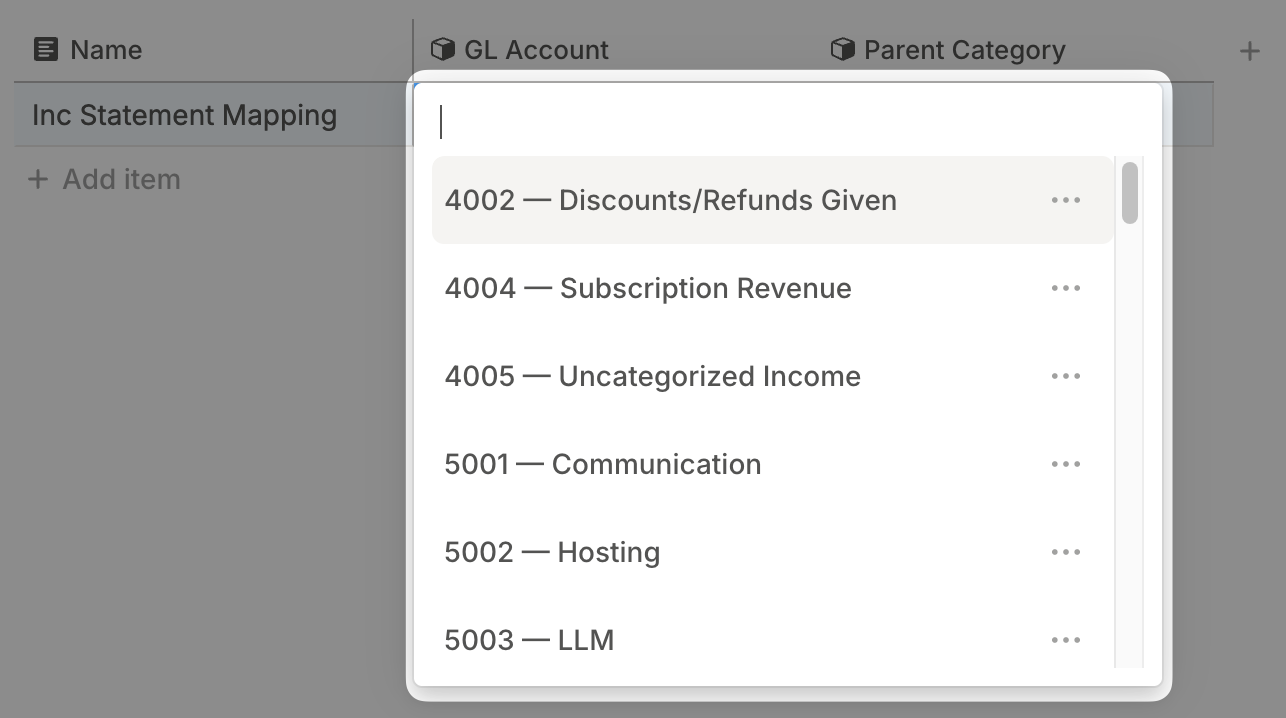 Name
GL Account
Parent Category
Inc Statement Mapping
Add item
4002 — Discounts/Refunds Given
4004 — Subscription Revenue
4005 — Uncategorized Income
5001 — Communication
5002 — Hosting
5003 — LLM